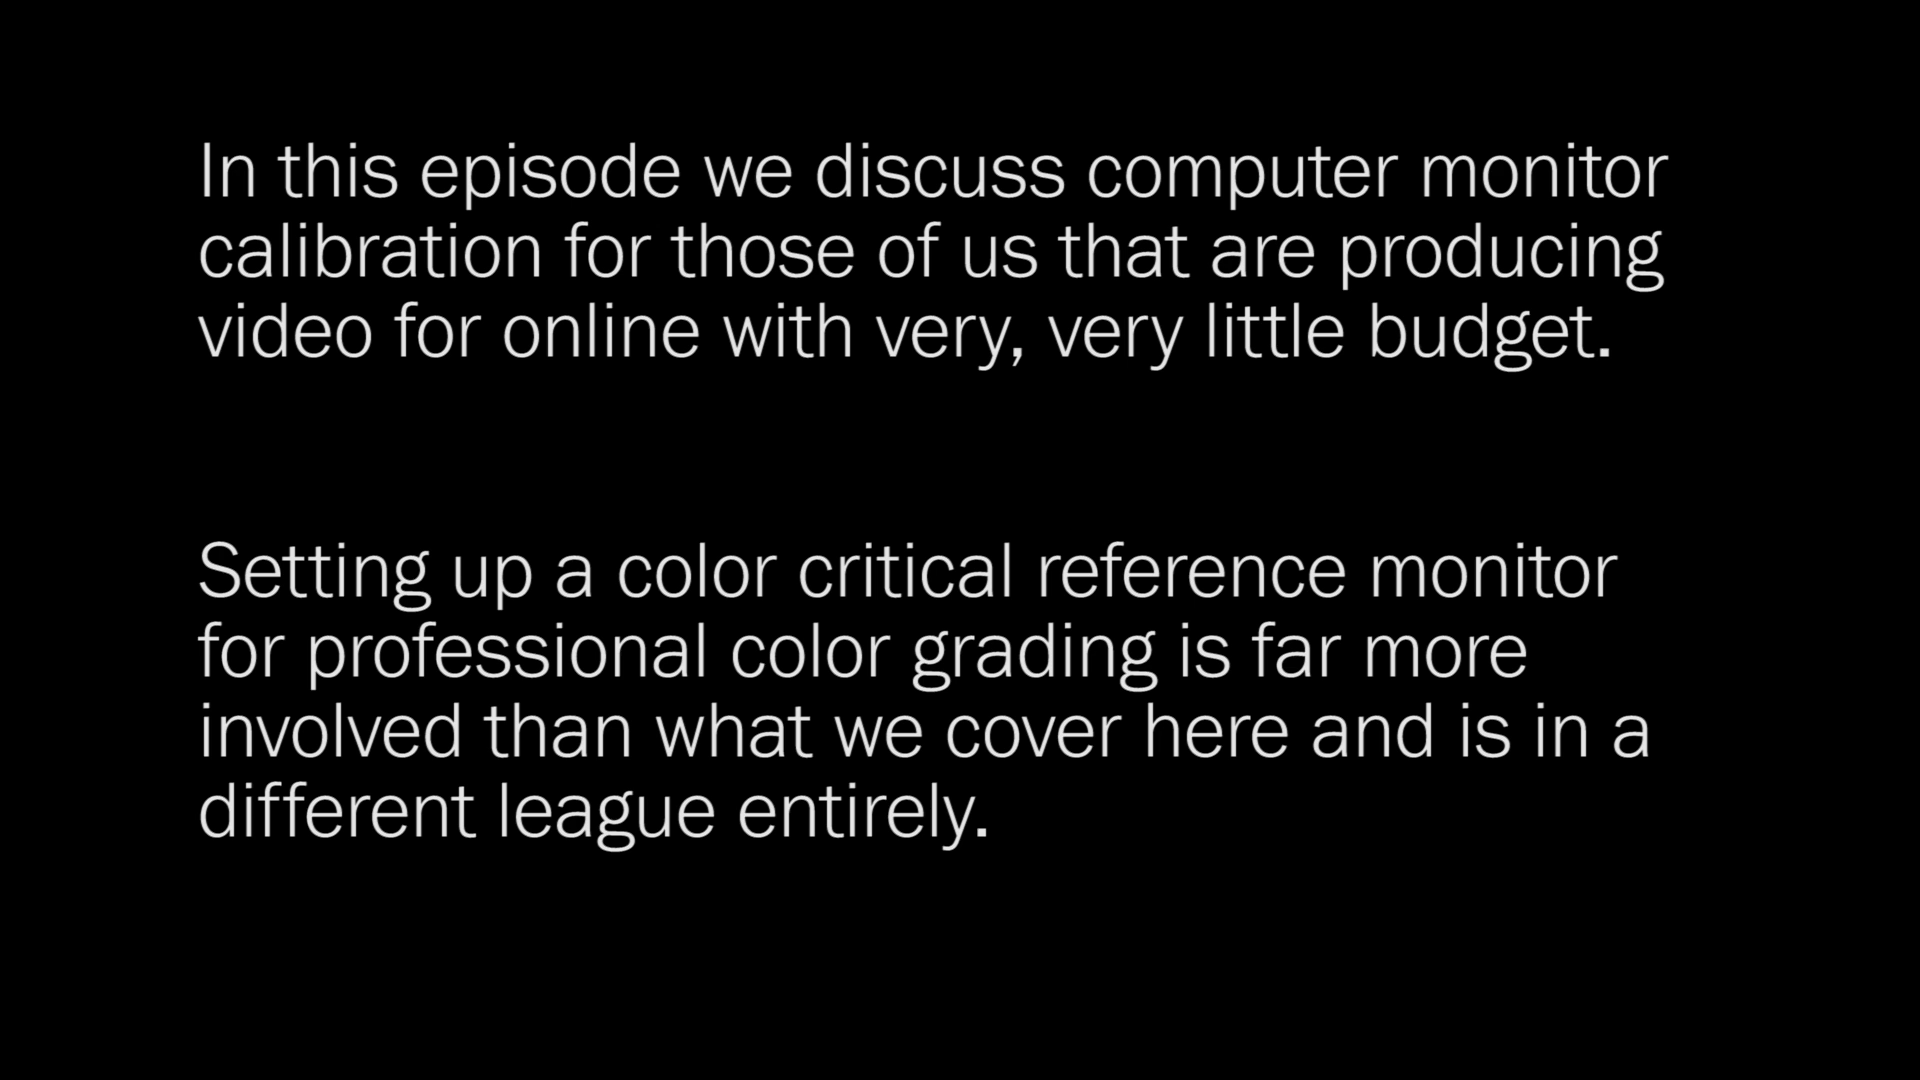 In this episode we discuss computer monitor
calibration for those of us that are producing
video for online with very, very little budget.
Setting up a color critical reference monitor
for professional color grading is far more
involved than what we cover here and is in a
different league entirely.